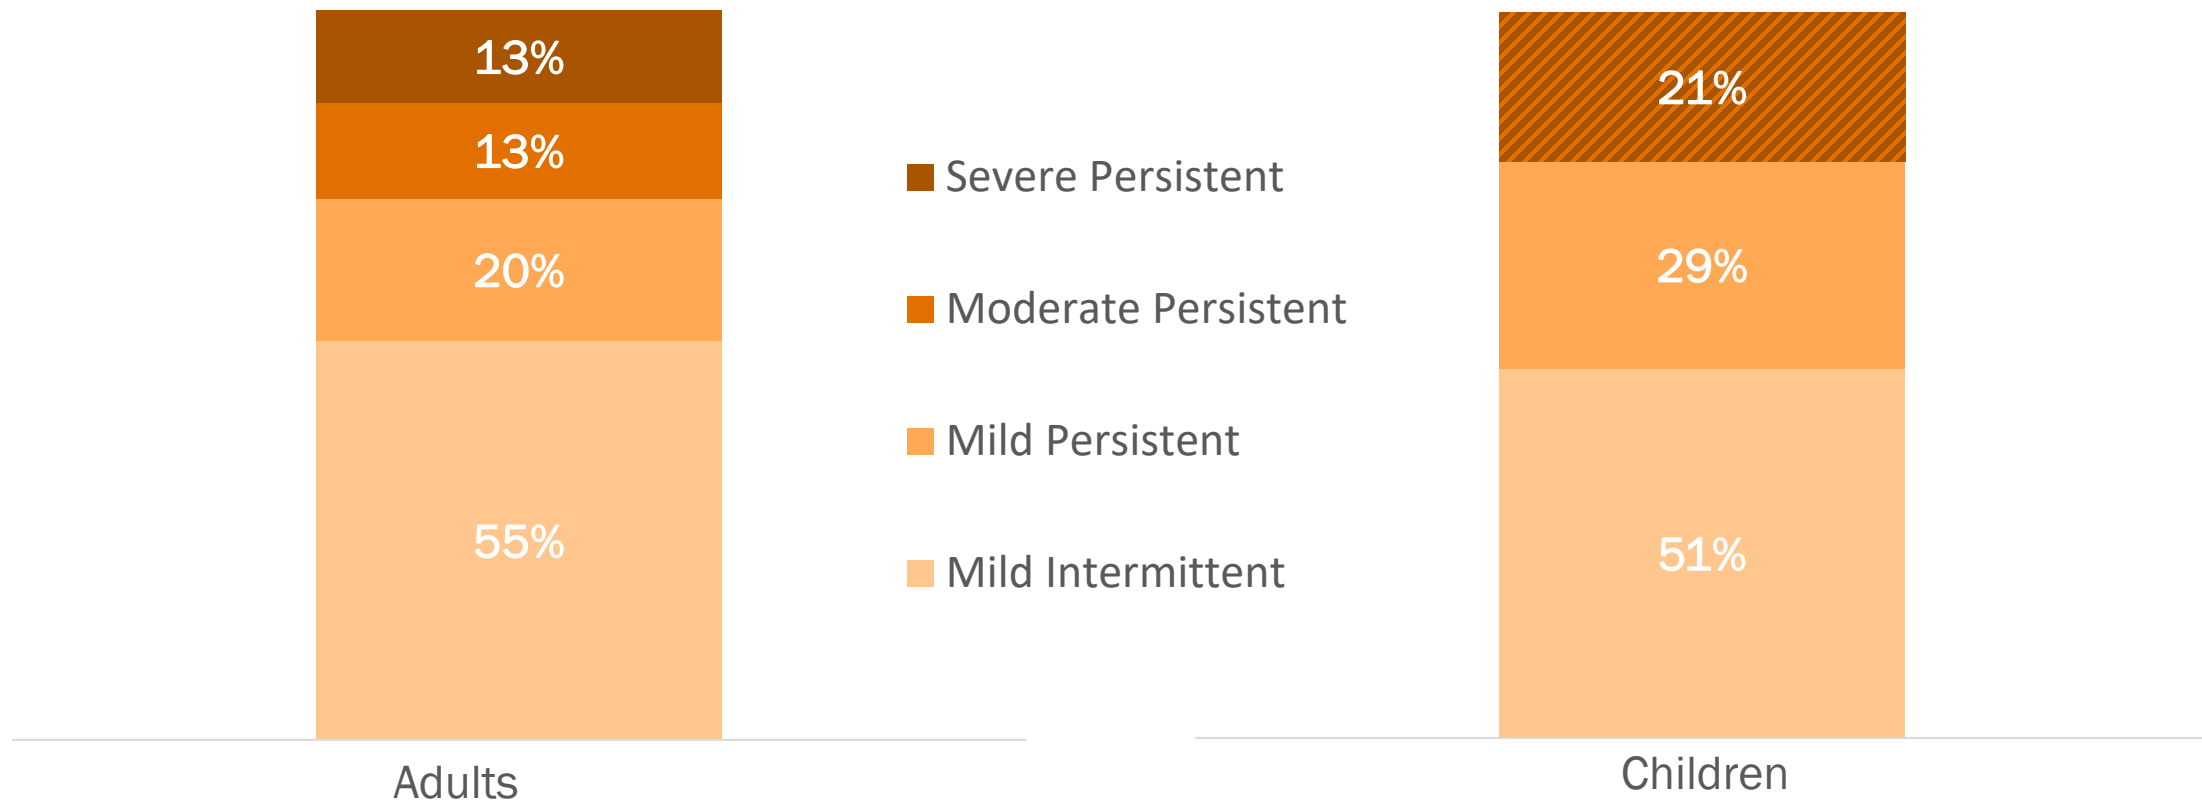 13%
13%
20%
55%
Adults
Severe Persistent
Moderate Persistent
Mild Persistent
Mild Intermittent
21%
29%
51%
Children